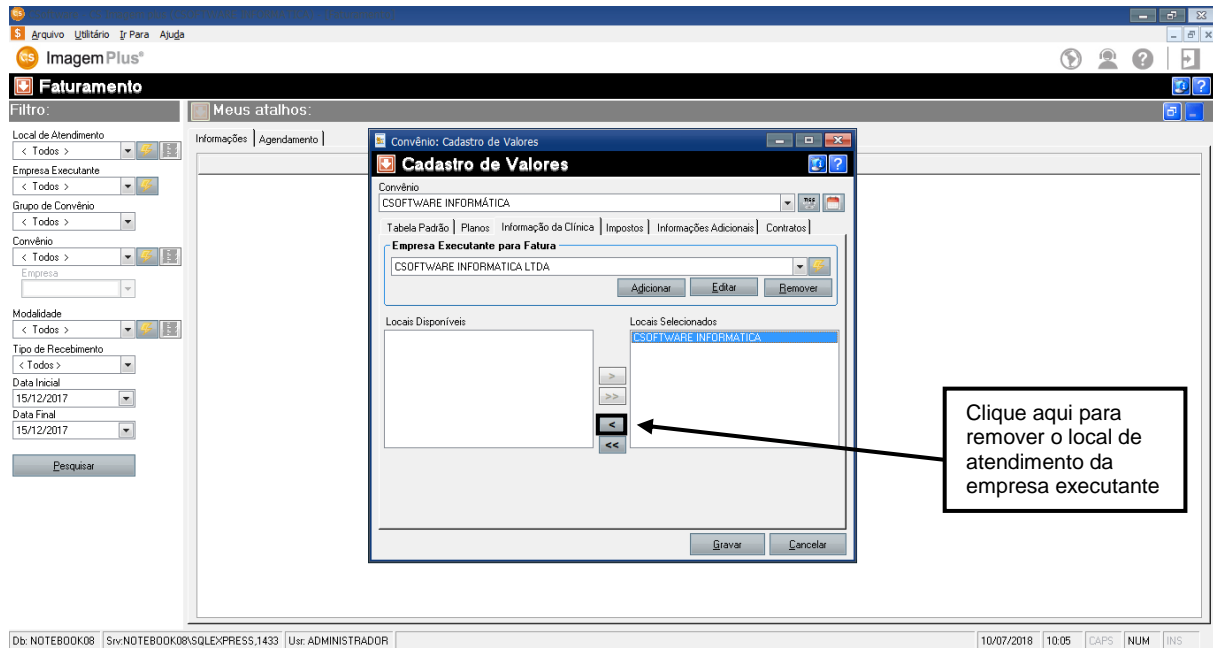 Arquivo Utilitário Ir Para Ajuda
ImagemPlus®
Faturamento
Filtro:
Meus atalhos:
Local de Atendimento
< Todos >
Empresa Executante
< Todos >
Grupo de Convênio
< Todos >
Convênio
< Todos >
Empresa
Modalidade
< Todos >
Tipo de Recebimento
< Todos >
Data Inicial
15/12/2017
Data Final
15/12/2017
Pesquisar
Informações Agendamento
Convênio: Cadastro de Valores
Cadastro de Valores
Convênio
CSOFTWARE INFORMÁTICA
Tabela Padrão Planos Informação da Clínica Impostos Informações Adicionais Contratos
Empresa Executante para Fatura
CSOFTWARE INFORMATICA LTDA
Adicionar Editar Remover
Locais Disponíveis Locais Selecionados
CSOFTWARE INFORMATICA
>
>>
<
<<
Gravar Cancelar
Clique aqui para
remover o local de
atendimento da
empresa executante
Db: NOTEBOOK08 Srv:NOTEBOOK08\SQLEXPRESS,1433 Usr: ADMINISTRADOR 10/07/2018 10:05 CAPS NUM INS